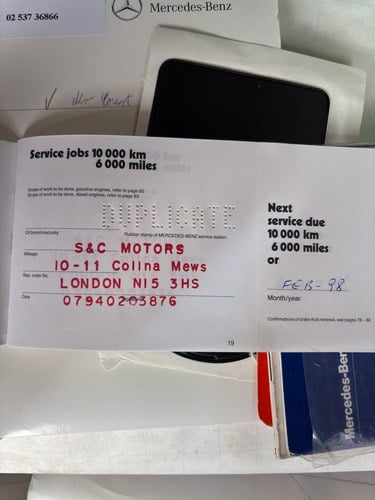 02 537 36866
Mercedes-Benz
Service jobs 10 000 km
6 000 miles
Scope of work to be done, gasoline engines, refer to page 85
Scope of work to be done, diesel engines, refer to page 93
DUPLICATE
Oil brand/viscosity
Rubber stamp of MERCEDES-BENZ service station
Mileage
Rep. order No.
Date
S&C MOTORS
10-11 Colina Mews
LONDON N15 3HS
07940203876
Next
service due
10 000 km
6 000 miles
or
FEB-98
Month/year
Confirmations of brake fluid renewal, see pages 78 – 80
19
Mercedes-Ben